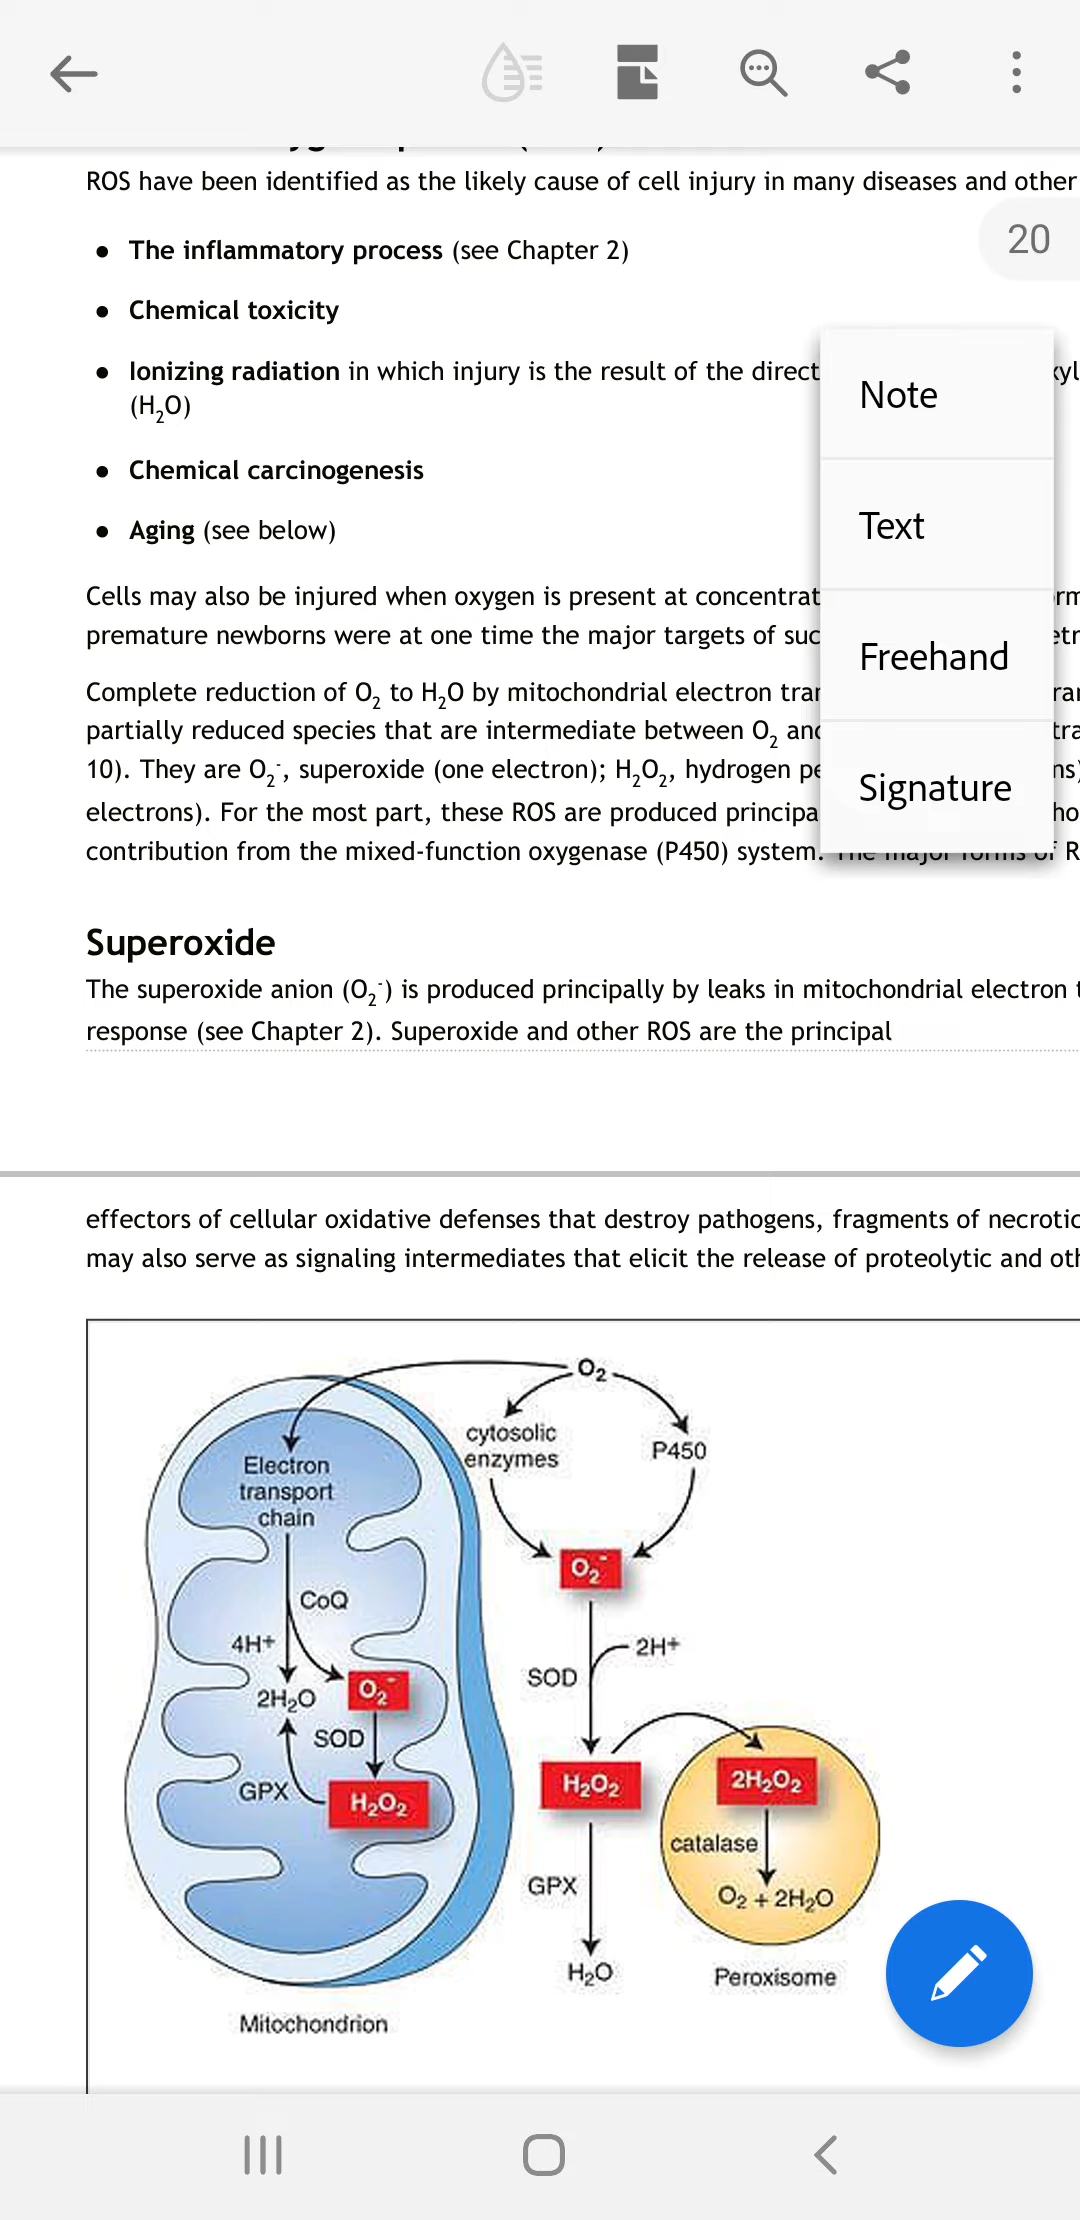 ROS have been identified as the likely cause of cell injury in many diseases and other
20
• The inflammatory process (see Chapter 2)
• Chemical toxicity
• Ionizing radiation in which injury is the result of the direct
(H₂O)
• Chemical carcinogenesis
• Aging (see below)
Note
Text
Freehand
Signature
Cells may also be injured when oxygen is present at
premature newborns were at one time the major targets of
Complete reduction of O₂ to H₂O by mitochondrial electron
partially reduced species that are intermediate between O₂
10). They are O₂⁻, superoxide (one electron); H₂O₂, hydrogen
electrons). For the most part, these ROS are produced
contribution from the mixed-function oxygenase (P450) system. The major forms of
Superoxide
The superoxide anion (O₂⁻) is produced principally by leaks in mitochondrial electron
response (see Chapter 2). Superoxide and other ROS are the principal
effectors of cellular oxidative defenses that destroy pathogens, fragments of
may also serve as signaling intermediates that elicit the release of proteolytic and
O₂
cytosolic
enzymes
P450
Electron
transport
chain
O₂⁻
CoQ
4H+
2H₂O
O₂⁻
SOD
GPX
H₂O₂
2H+
SOD
H₂O₂
2H₂O₂
catalase
GPX
O₂ + 2H₂O
H₂O
Peroxisome
Mitochondrion